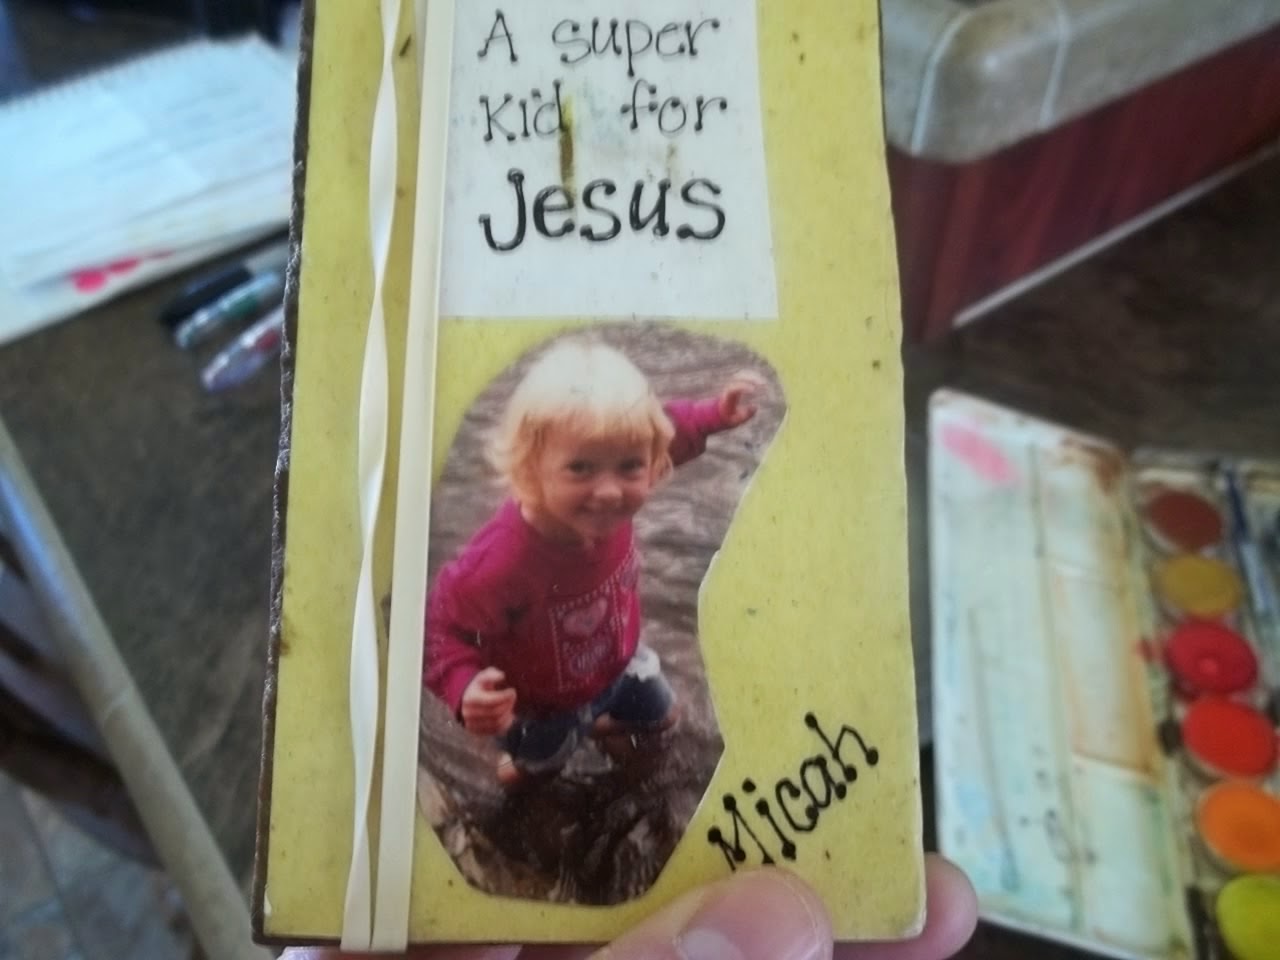 A super
Kid for
Jesus
Micah